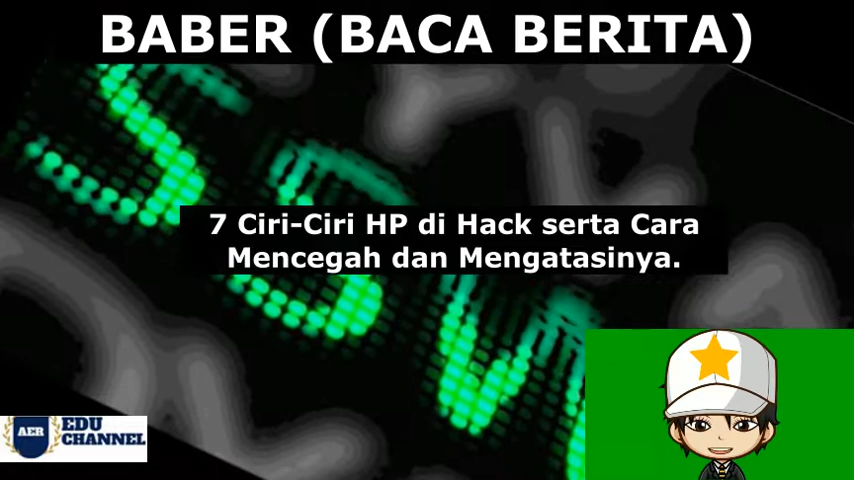 BABER (BACA BERITA)
7 Ciri-Ciri HP di Hack serta Cara
Mencegah dan Mengatasinya.
AER
EDU
CHANNEL